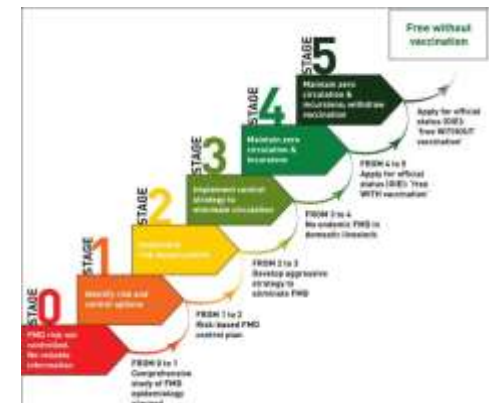 Free without
vaccination
STAGE 5
Maintain zero
circulation &
incursions, withdraw
vaccination
Apply for official
status (OIE):
'free WITHOUT
vaccination'
STAGE 4
Maintain zero
circulation &
incursions
FROM 4 to 5
Apply for official
status (OIE): 'free
WITH vaccination'
STAGE 3
Implement control
strategy to
minimise circulation
FROM 3 to 4
No endemic FMD in
domestic livestock
STAGE 2
Implement
FROM 2 to 3
Develop aggressive
strategy to
eliminate FMD
STAGE 1
Identify risk and
control options
FROM 1 to 2
Risk-based FMD
control plan
STAGE 0
FMD risk not
controlled.
No reliable
information
FROM 0 to 1
Comprehensive
study of FMD
epidemiology
planned